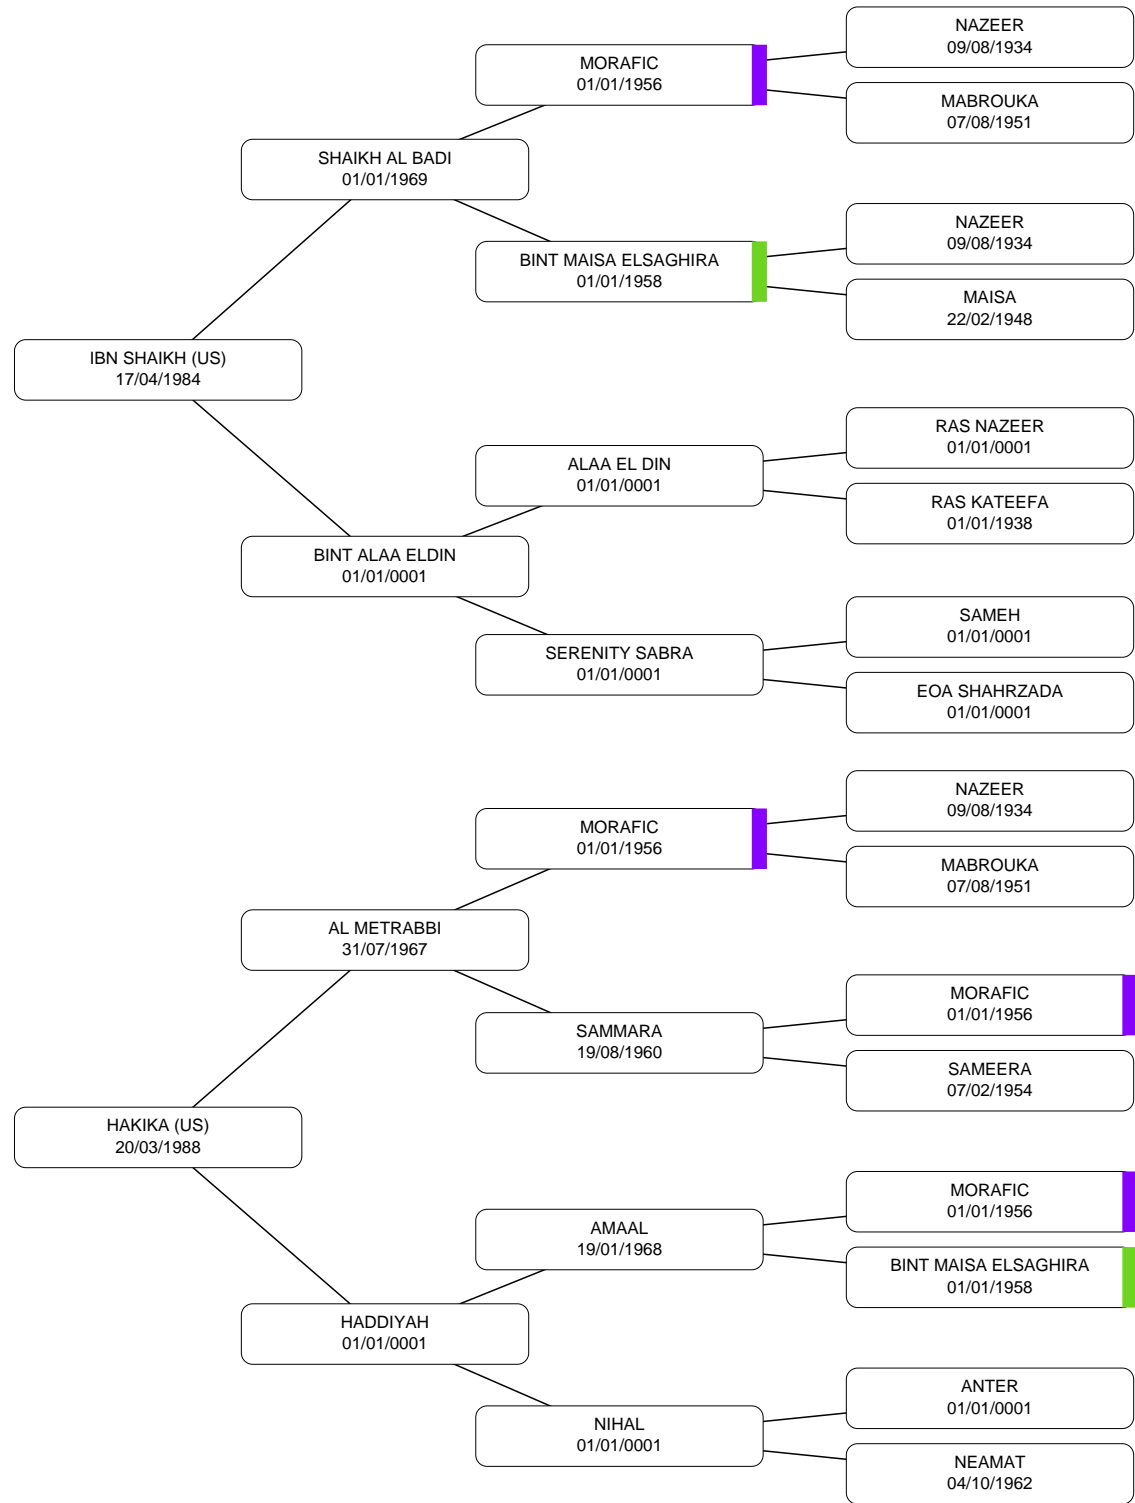 NAZEER
09/08/1934
MORAFIC
01/01/1956
MABROUKA
07/08/1951
SHAIKH AL BADI
01/01/1969
NAZEER
09/08/1934
BINT MAISA ELSAGHIRA
01/01/1958
MAISA
22/02/1948
IBN SHAIKH (US)
17/04/1984
RAS NAZEER
01/01/0001
ALAA EL DIN
01/01/0001
RAS KATEEFA
01/01/1938
BINT ALAA ELDIN
01/01/0001
SAMEH
01/01/0001
SERENITY SABRA
01/01/0001
EOA SHAHRZADA
01/01/0001
NAZEER
09/08/1934
MORAFIC
01/01/1956
MABROUKA
07/08/1951
AL METRABBI
31/07/1967
MORAFIC
01/01/1956
SAMMARA
19/08/1960
SAMEERA
07/02/1954
HAKIKA (US)
20/03/1988
MORAFIC
01/01/1956
AMAAL
19/01/1968
BINT MAISA ELSAGHIRA
01/01/1958
HADDIYAH
01/01/0001
ANTER
01/01/0001
NIHAL
01/01/0001
NEAMAT
04/10/1962